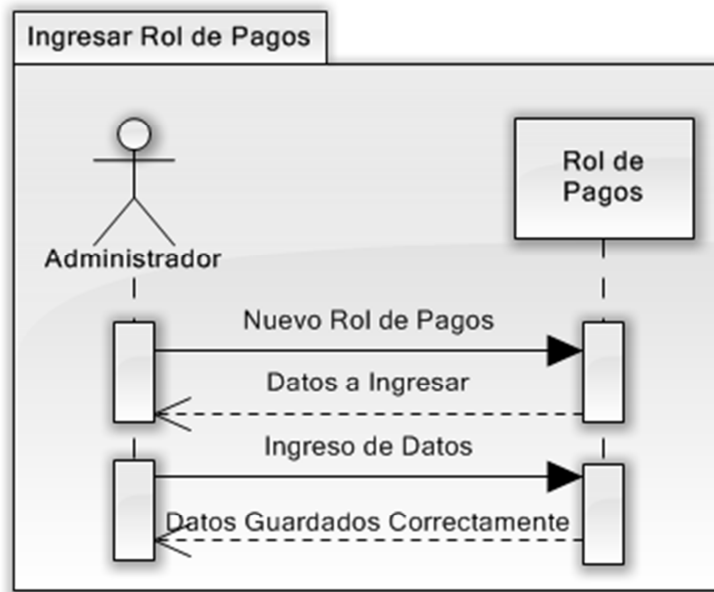 Ingresar Rol de Pagos
Rol de
Pagos
Administrador
Nuevo Rol de Pagos
Datos a Ingresar
Ingreso de Datos
Datos Guardados Correctamente